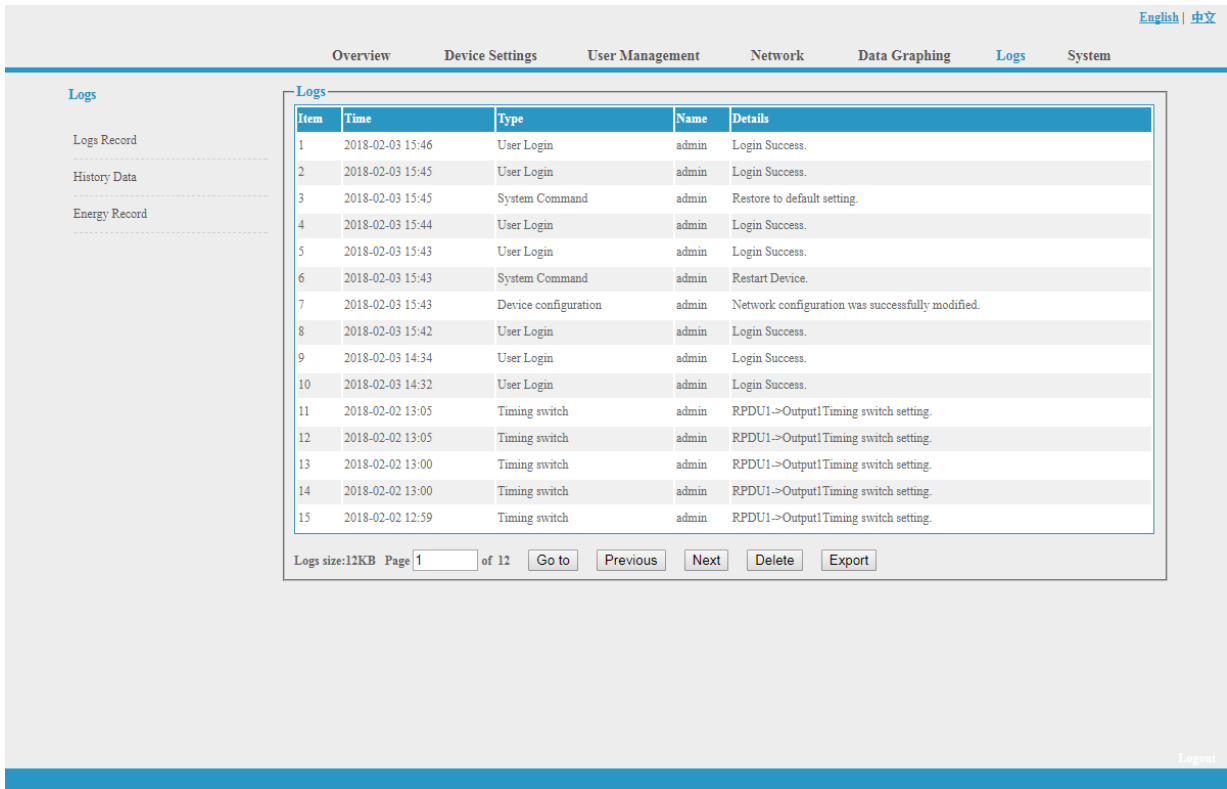 English | 中文
Overview Device Settings User Management Network Data Graphing Logs System
Logs
Logs Record
History Data
Energy Record
Logs
Item Time Type Name Details
1 2018-02-03 15:46 User Login admin Login Success.
2 2018-02-03 15:45 User Login admin Login Success.
3 2018-02-03 15:45 System Command admin Restore to default setting.
4 2018-02-03 15:44 User Login admin Login Success.
5 2018-02-03 15:43 User Login admin Login Success.
6 2018-02-03 15:43 System Command admin Restart Device.
7 2018-02-03 15:43 Device configuration admin Network configuration was successfully modified.
8 2018-02-03 15:42 User Login admin Login Success.
9 2018-02-03 14:34 User Login admin Login Success.
10 2018-02-03 14:32 User Login admin Login Success.
11 2018-02-02 13:05 Timing switch admin RPDU1->Output1Timing switch setting.
12 2018-02-02 13:05 Timing switch admin RPDU1->Output1Timing switch setting.
13 2018-02-02 13:00 Timing switch admin RPDU1->Output1Timing switch setting.
14 2018-02-02 13:00 Timing switch admin RPDU1->Output1Timing switch setting.
15 2018-02-02 12:59 Timing switch admin RPDU1->Output1Timing switch setting.
Logs size:12KB Page 1 of 12 Go to Previous Next Delete Export
Logout